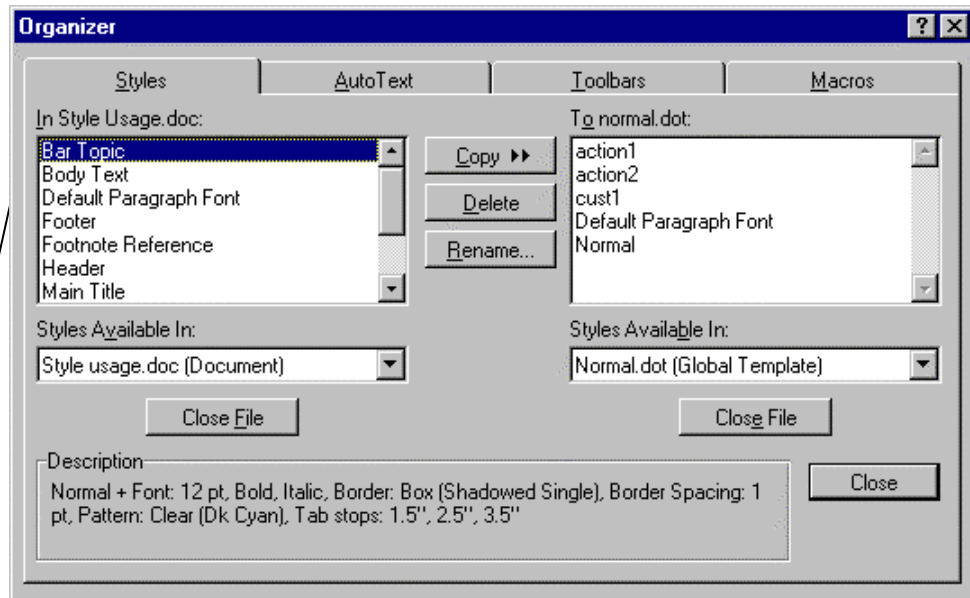 Organizer
Styles
AutoText
Toolbars
Macros
In Style Usage.doc:
Bar Topic
Body Text
Default Paragraph Font
Footer
Footnote Reference
Header
Main Title
Copy
Delete
Rename...
To normal.dot:
action1
action2
cust1
Default Paragraph Font
Normal
Styles Available In:
Style usage.doc (Document)
Close File
Styles Available In:
Normal.dot (Global Template)
Close File
Description
Normal + Font: 12 pt, Bold, Italic, Border: Box (Shadowed Single), Border Spacing: 1
pt, Pattern: Clear (Dk Cyan), Tab stops: 1.5", 2.5", 3.5"
Close